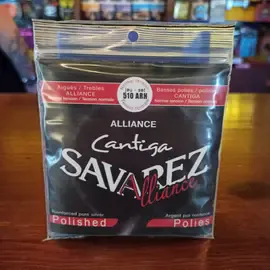 510 ARH
Aigus / Trebles
ALLIANCE
Basses polies / polished
CANTIGA
ALLIANCE
Cantiga
SAVAREZ
Alliance
Polished
Polies